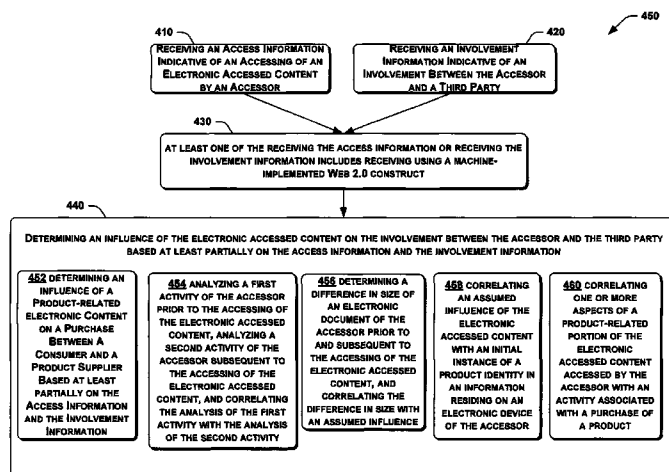 450
410
RECEIVING AN ACCESS INFORMATION
INDICATIVE OF AN ACCESSING OF AN
ELECTRONIC ACCESSED CONTENT
BY AN ACCESSOR
420
RECEIVING AN INVOLVEMENT
INFORMATION INDICATIVE OF AN
INVOLVEMENT BETWEEN THE ACCESSOR
AND A THIRD PARTY
430
AT LEAST ONE OF THE RECEIVING THE ACCESS INFORMATION OR RECEIVING THE
INVOLVEMENT INFORMATION INCLUDES RECEIVING USING A MACHINE-
IMPLEMENTED WEB 2.0 CONSTRUCT
440
DETERMINING AN INFLUENCE OF THE ELECTRONIC ACCESSED CONTENT ON THE INVOLVEMENT BETWEEN THE ACCESSOR AND THE THIRD PARTY
BASED AT LEAST PARTIALLY ON THE ACCESS INFORMATION AND THE INVOLVEMENT INFORMATION
452 DETERMINING AN
INFLUENCE OF A
PRODUCT-RELATED
ELECTRONIC CONTENT
ON A PURCHASE BETWEEN
A CONSUMER AND A
PRODUCT SUPPLIER
BASED AT LEAST
PARTIALLY ON THE
ACCESS INFORMATION
AND THE INVOLVEMENT
INFORMATION
454 ANALYZING A FIRST
ACTIVITY OF THE ACCESSOR
PRIOR TO THE ACCESSING OF
THE ELECTRONIC ACCESSED
CONTENT, ANALYZING A
SECOND ACTIVITY OF THE
ACCESSOR SUBSEQUENT TO
THE ACCESSING OF THE
ELECTRONIC ACCESSED
CONTENT, AND CORRELATING
THE ANALYSIS OF THE FIRST
ACTIVITY WITH THE ANALYSIS
OF THE SECOND ACTIVITY
456 DETERMINING A
DIFFERENCE IN SIZE OF
AN ELECTRONIC
DOCUMENT OF THE
ACCESSOR PRIOR TO
AND SUBSEQUENT TO
THE ACCESSING OF THE
ELECTRONIC ACCESSED
CONTENT, AND
CORRELATING THE
DIFFERENCE IN SIZE WITH
AN ASSUMED INFLUENCE
458 CORRELATING
AN ASSUMED
INFLUENCE OF THE
ELECTRONIC
ACCESSED CONTENT
WITH AN INITIAL
INSTANCE OF A
PRODUCT IDENTITY IN
AN INFORMATION
RESIDING ON AN
ELECTRONIC DEVICE
OF THE ACCESSOR
460 CORRELATING
ONE OR MORE
ASPECTS OF A
PRODUCT-RELATED
PORTION OF THE
ELECTRONIC
ACCESSED CONTENT
ACCESSED BY THE
ACCESSOR WITH AN
ACTIVITY ASSOCIATED
WITH A PURCHASE OF
A PRODUCT